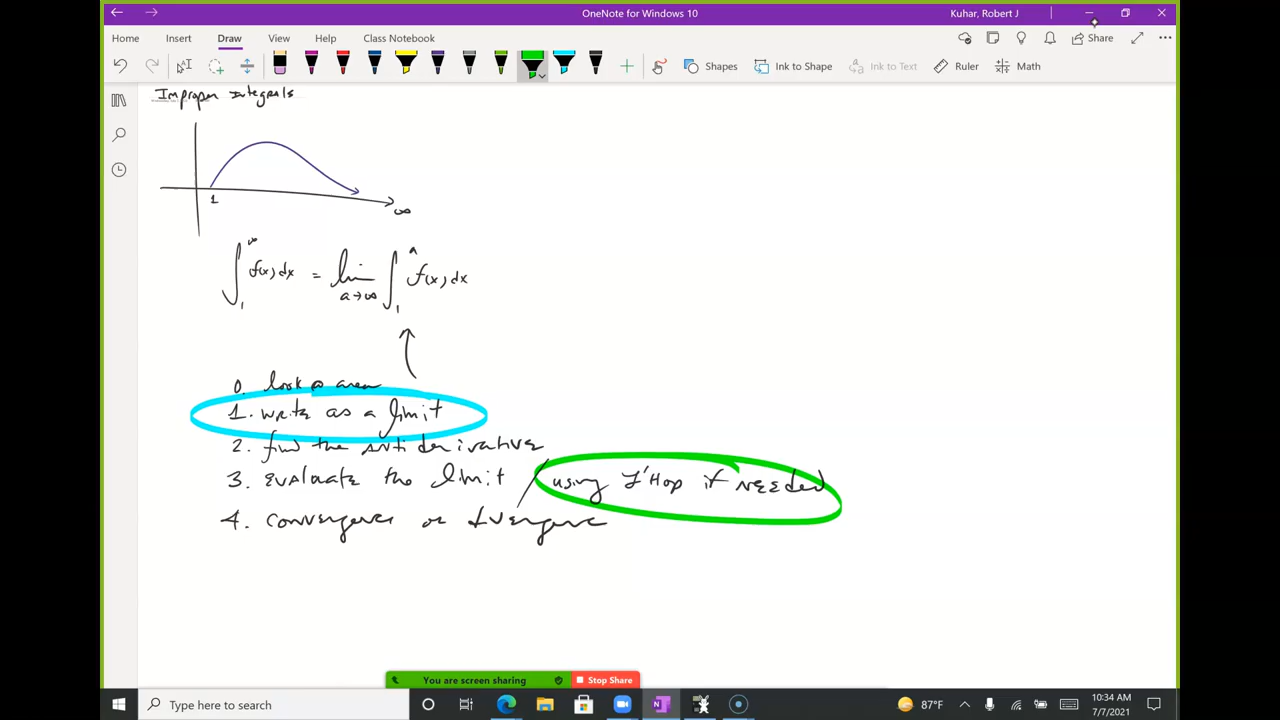 OneNote for Windows 10
Kuhar, Robert J
Home Insert Draw View Help Class Notebook
Share
Shapes Ink to Shape Ink to Text Ruler Math
Improper Integrals
1
∞
∫₁^∞ f(x) dx = lim a→∞ ∫₁^a f(x) dx
0. look @ area
1. write as a limit
2. find the antiderivative
3. evaluate the limit / using L'Hop if needed
4. convergence or divergence
You are screen sharing Stop Share
Type here to search
87°F
10:34 AM
7/7/2021